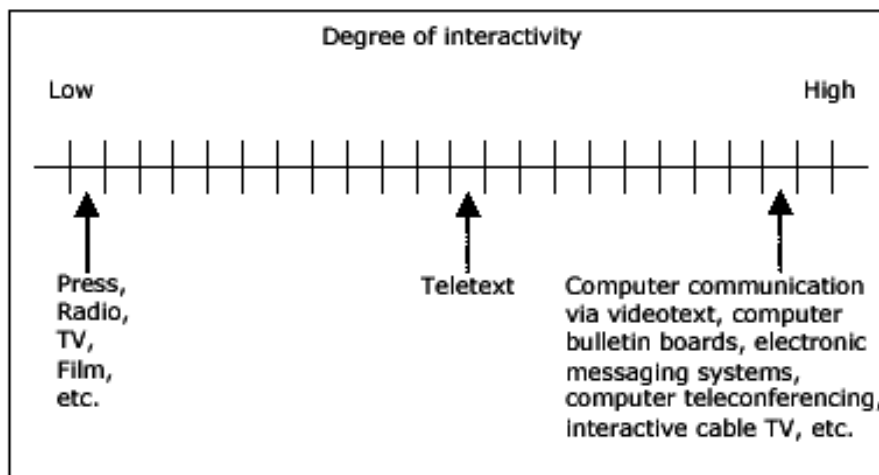 Degree of interactivity
Low
High
Press,
Radio,
TV,
Film,
etc.
Teletext
Computer communication
via videotext, computer
bulletin boards, electronic
messaging systems,
computer teleconferencing,
interactive cable TV, etc.